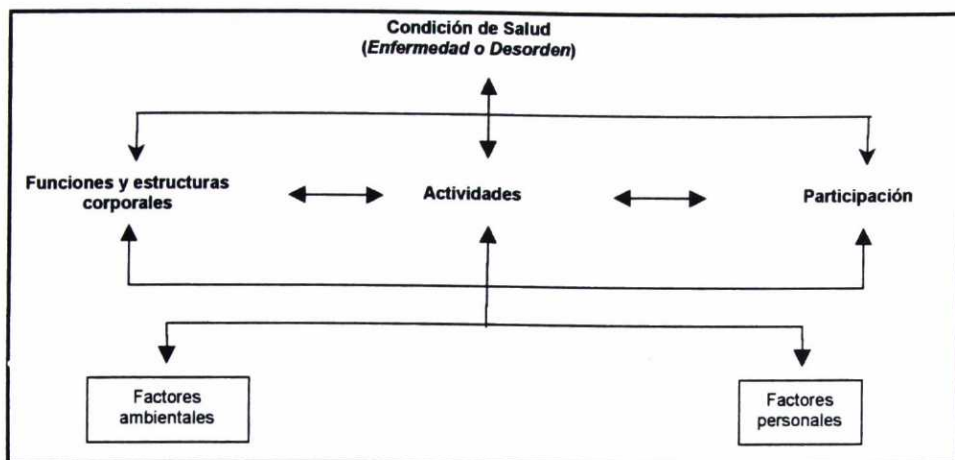 Condición de Salud
(Enfermedad o Desorden)
Funciones y estructuras
corporales
Actividades
Participación
Factores
ambientales
Factores
personales